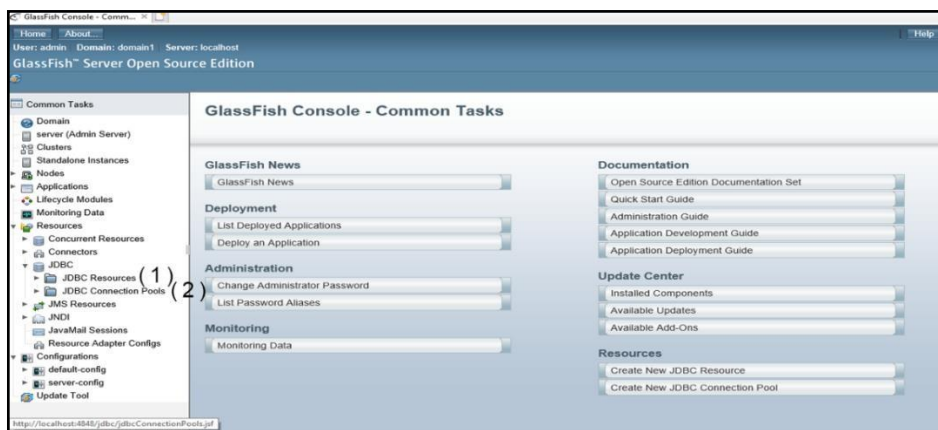 GlassFish Console - Comm...
Home About...
Help
User: admin Domain: domain1 Server: localhost
GlassFish™ Server Open Source Edition
Common Tasks
Domain
server (Admin Server)
Clusters
Standalone Instances
Nodes
Applications
Lifecycle Modules
Monitoring Data
Resources
Concurrent Resources
Connectors
JDBC
JDBC Resources (1)
JDBC Connection Pools (2)
JMS Resources
JNDI
JavaMail Sessions
Resource Adapter Configs
Configurations
default-config
server-config
Update Tool
http://localhost:4848/jdbc/jdbcConnectionPools.jsf
GlassFish Console - Common Tasks
GlassFish News
GlassFish News
Deployment
List Deployed Applications
Deploy an Application
Administration
Change Administrator Password
List Password Aliases
Monitoring
Monitoring Data
Documentation
Open Source Edition Documentation Set
Quick Start Guide
Administration Guide
Application Development Guide
Application Deployment Guide
Update Center
Installed Components
Available Updates
Available Add-Ons
Resources
Create New JDBC Resource
Create New JDBC Connection Pool